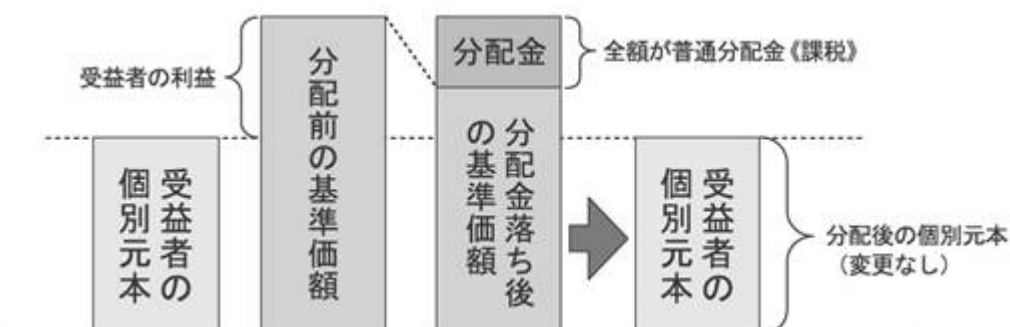 受益者の利益
受益者の
個別元本
分配前の基準価額
分配金
全額が普通分配金《課税》
分配金落ち後
の基準価額
受益者の
個別元本
分配後の個別元本
（変更なし）